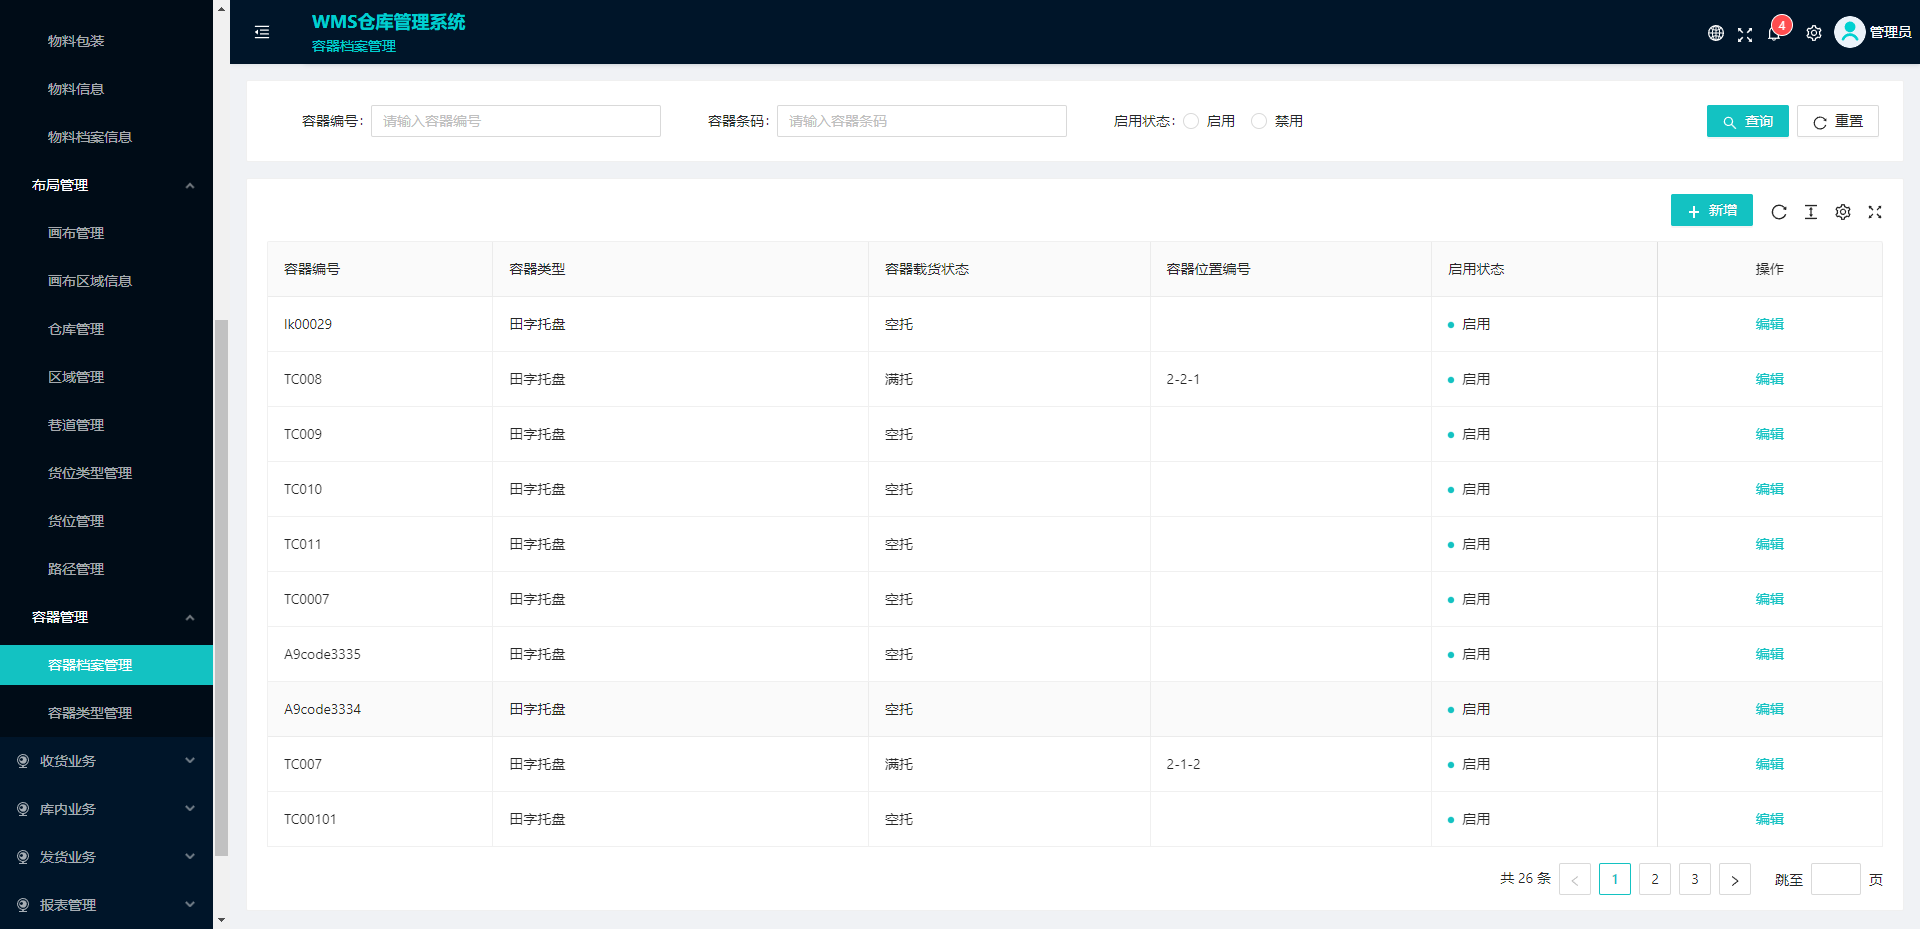 物料包装
物料信息
物料档案信息
布局管理
画布管理
画布区域信息
仓库管理
区域管理
巷道管理
货位类型管理
货位管理
路径管理
容器管理
容器档案管理
容器类型管理
收货业务
库内业务
发货业务
报表管理
WMS仓库管理系统
容器档案管理
4
管理员
容器编号: 请输入容器编号 容器条码: 请输入容器条码 启用状态: 启用 禁用 查询 重置
新增
容器编号 容器类型 容器载货状态 容器位置编号 启用状态 操作
lk00029 田字托盘 空托 启用 编辑
TC008 田字托盘 满托 2-2-1 启用 编辑
TC009 田字托盘 空托 启用 编辑
TC010 田字托盘 空托 启用 编辑
TC011 田字托盘 空托 启用 编辑
TC0007 田字托盘 空托 启用 编辑
A9code3335 田字托盘 空托 启用 编辑
A9code3334 田字托盘 空托 启用 编辑
TC007 田字托盘 满托 2-1-2 启用 编辑
TC00101 田字托盘 空托 启用 编辑
共 26 条 < 1 2 3 > 跳至 页